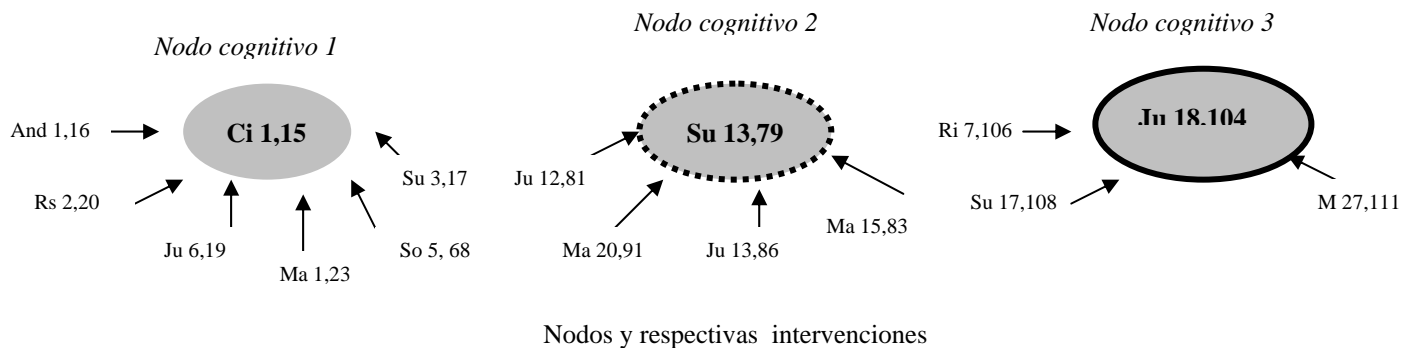 Nodo cognitivo 1
Nodo cognitivo 2
Nodo cognitivo 3
And 1,16
Ci 1,15
Su 3,17
Rs 2,20
Ju 6,19
Ma 1,23
So 5, 68
Su 13,79
Ju 12,81
Ma 20,91
Ju 13,86
Ma 15,83
Ju 18,104
Ri 7,106
Su 17,108
M 27,111
Nodos y respectivas intervenciones